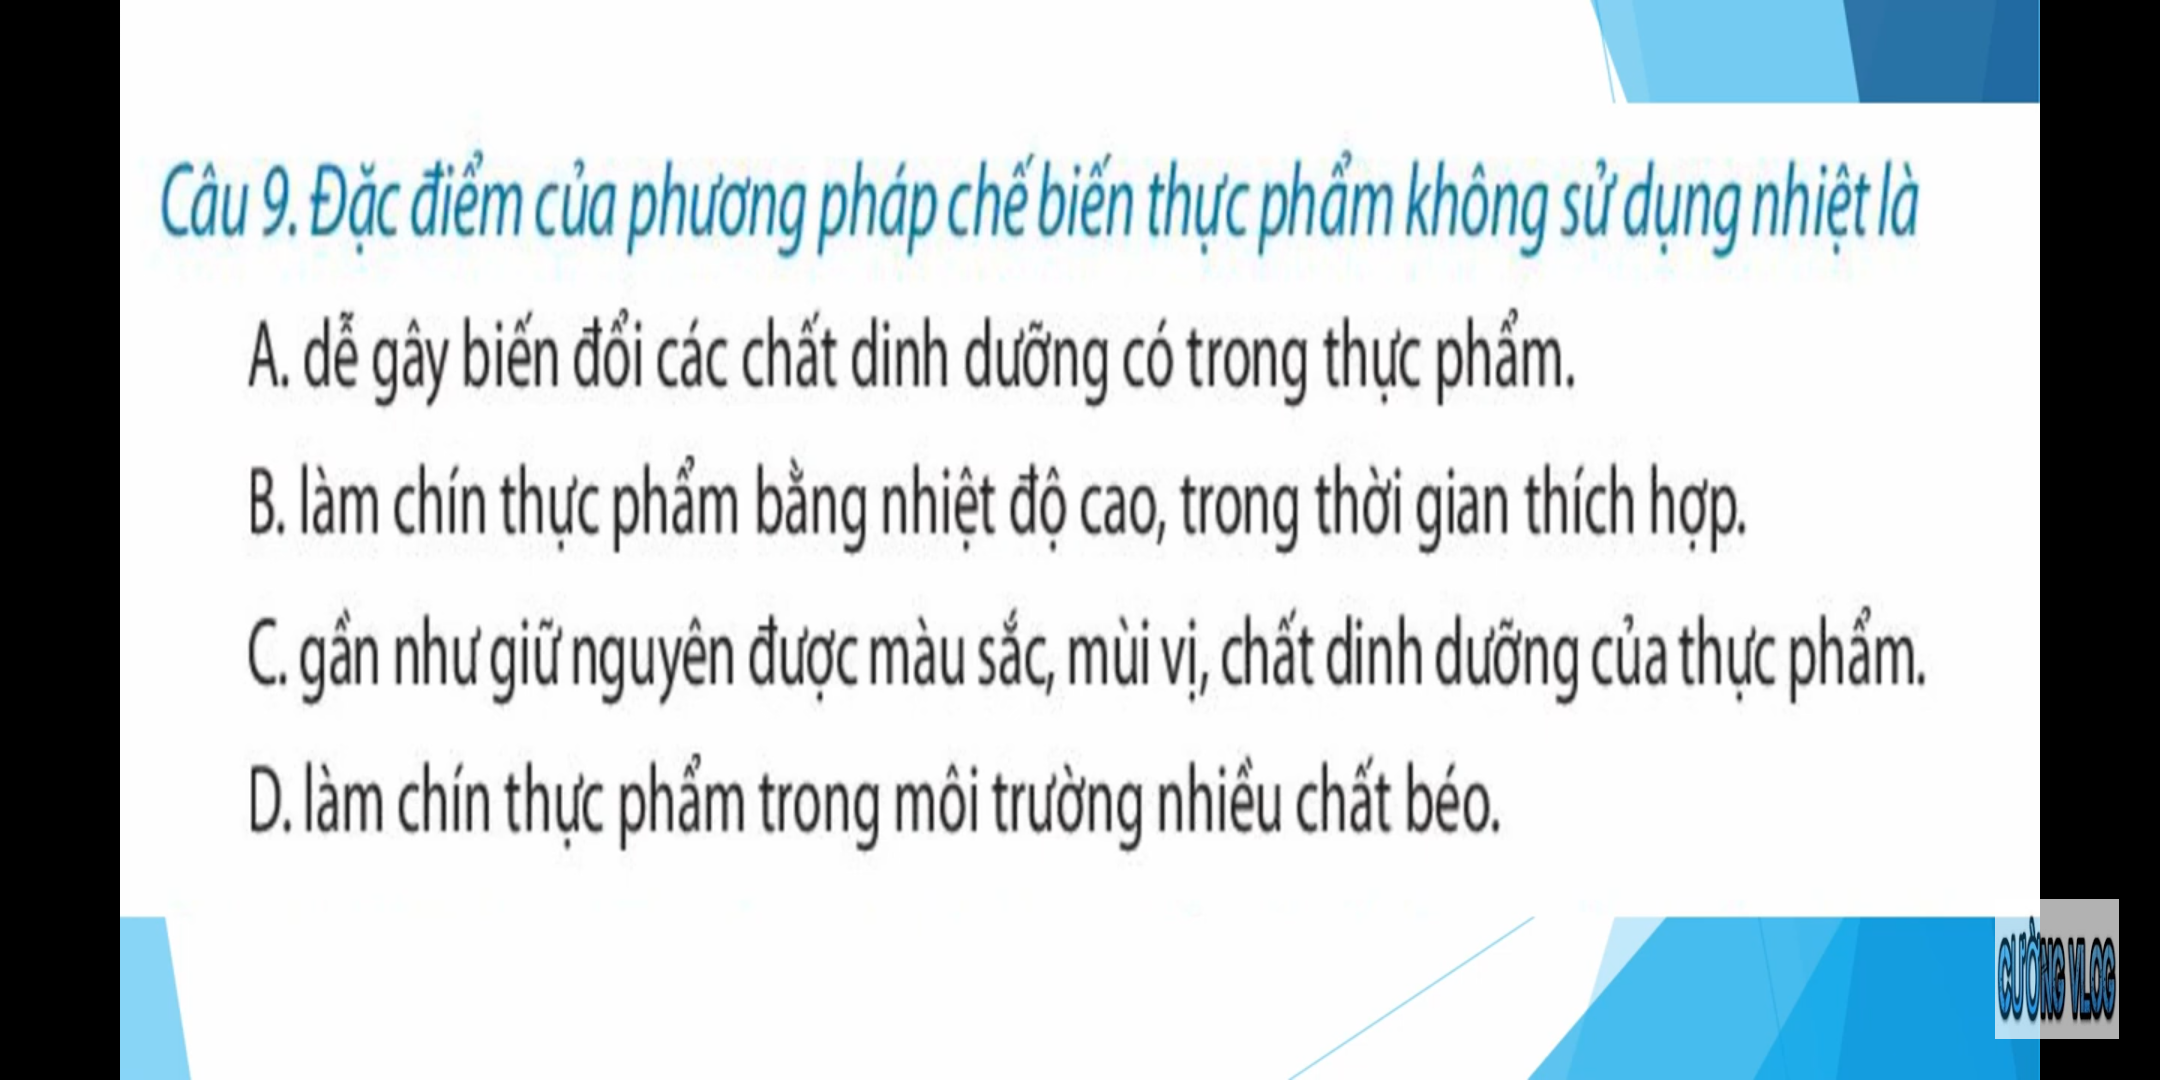 Câu 9. Đặc điểm của phương pháp chế biến thực phẩm không sử dụng nhiệt là
A. dễ gây biến đổi các chất dinh dưỡng có trong thực phẩm.
B. làm chín thực phẩm bằng nhiệt độ cao, trong thời gian thích hợp.
C. gần như giữ nguyên được màu sắc, mùi vị, chất dinh dưỡng của thực phẩm.
D. làm chín thực phẩm trong môi trường nhiều chất béo.
CƯỜNG VLOG